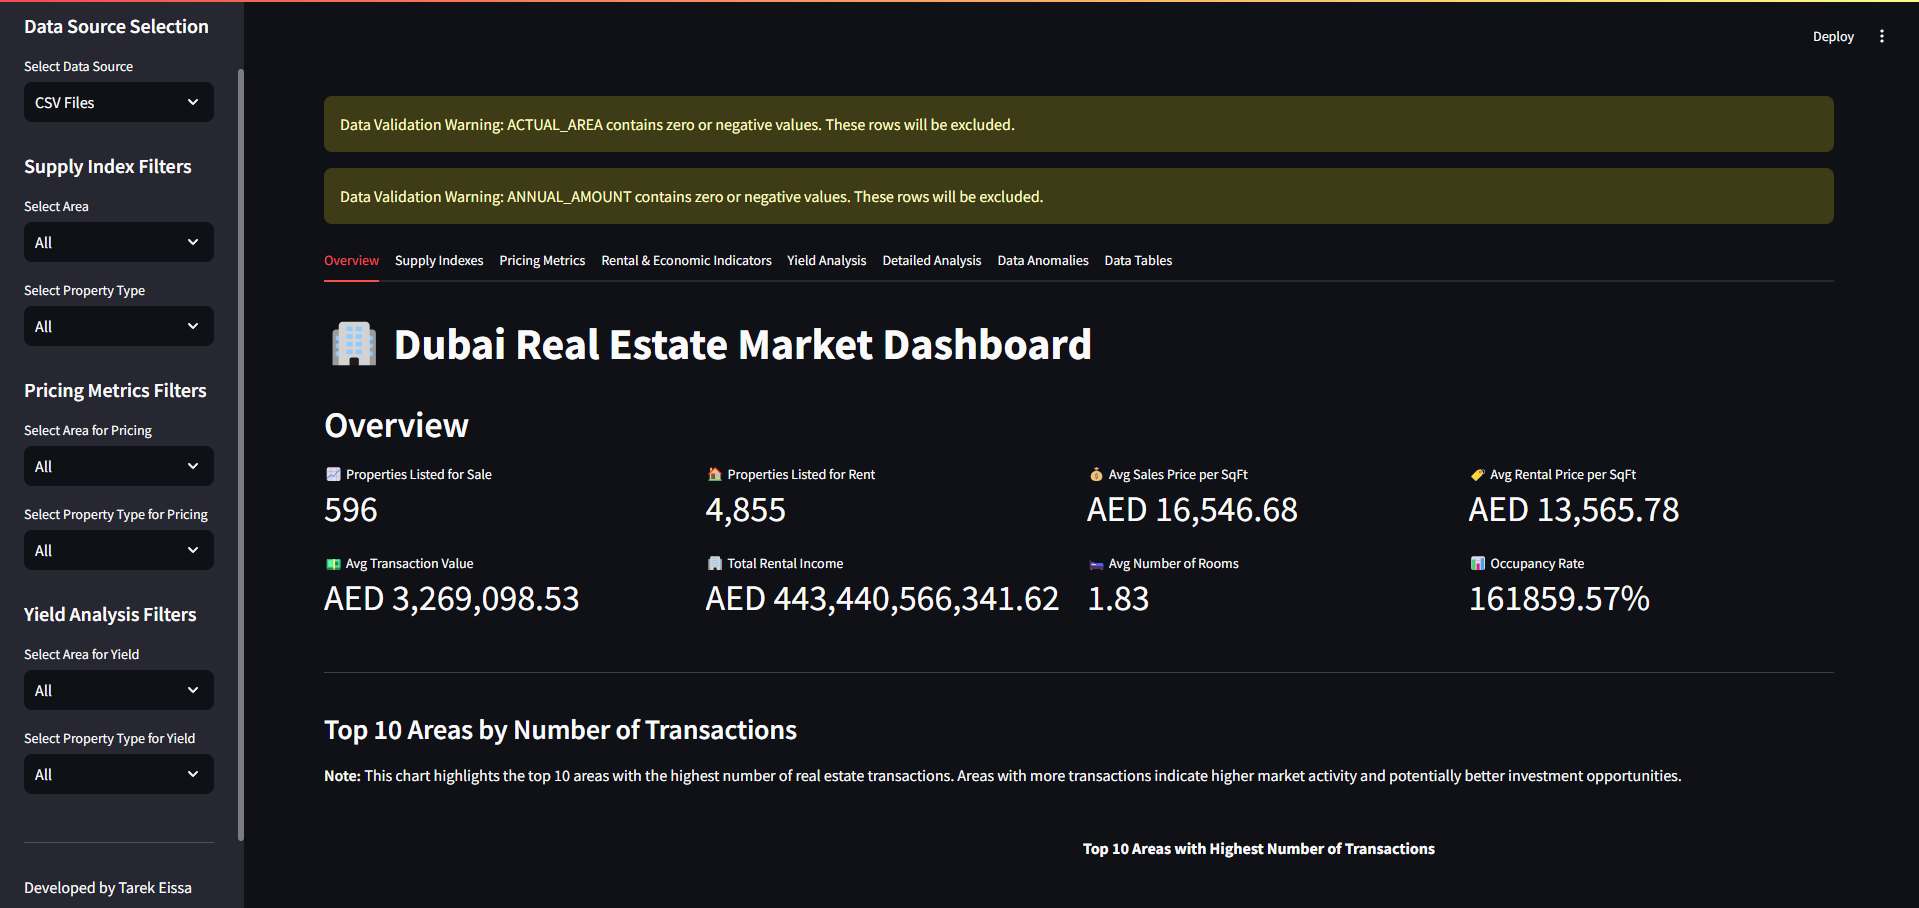 Data Source Selection
Select Data Source
CSV Files
Supply Index Filters
Select Area
All
Select Property Type
All
Pricing Metrics Filters
Select Area for Pricing
All
Select Property Type for Pricing
All
Yield Analysis Filters
Select Area for Yield
All
Select Property Type for Yield
All
Developed by Tarek Eissa
Deploy
Data Validation Warning: ACTUAL_AREA contains zero or negative values. These rows will be excluded.
Data Validation Warning: ANNUAL_AMOUNT contains zero or negative values. These rows will be excluded.
Overview Supply Indexes Pricing Metrics Rental & Economic Indicators Yield Analysis Detailed Analysis Data Anomalies Data Tables
Dubai Real Estate Market Dashboard
Overview
Properties Listed for Sale
596
Properties Listed for Rent
4,855
Avg Sales Price per SqFt
AED 16,546.68
Avg Rental Price per SqFt
AED 13,565.78
Avg Transaction Value
AED 3,269,098.53
Total Rental Income
AED 443,440,566,341.62
Avg Number of Rooms
1.83
Occupancy Rate
161859.57%
Top 10 Areas by Number of Transactions
Note: This chart highlights the top 10 areas with the highest number of real estate transactions. Areas with more transactions indicate higher market activity and potentially better investment opportunities.
Top 10 Areas with Highest Number of Transactions